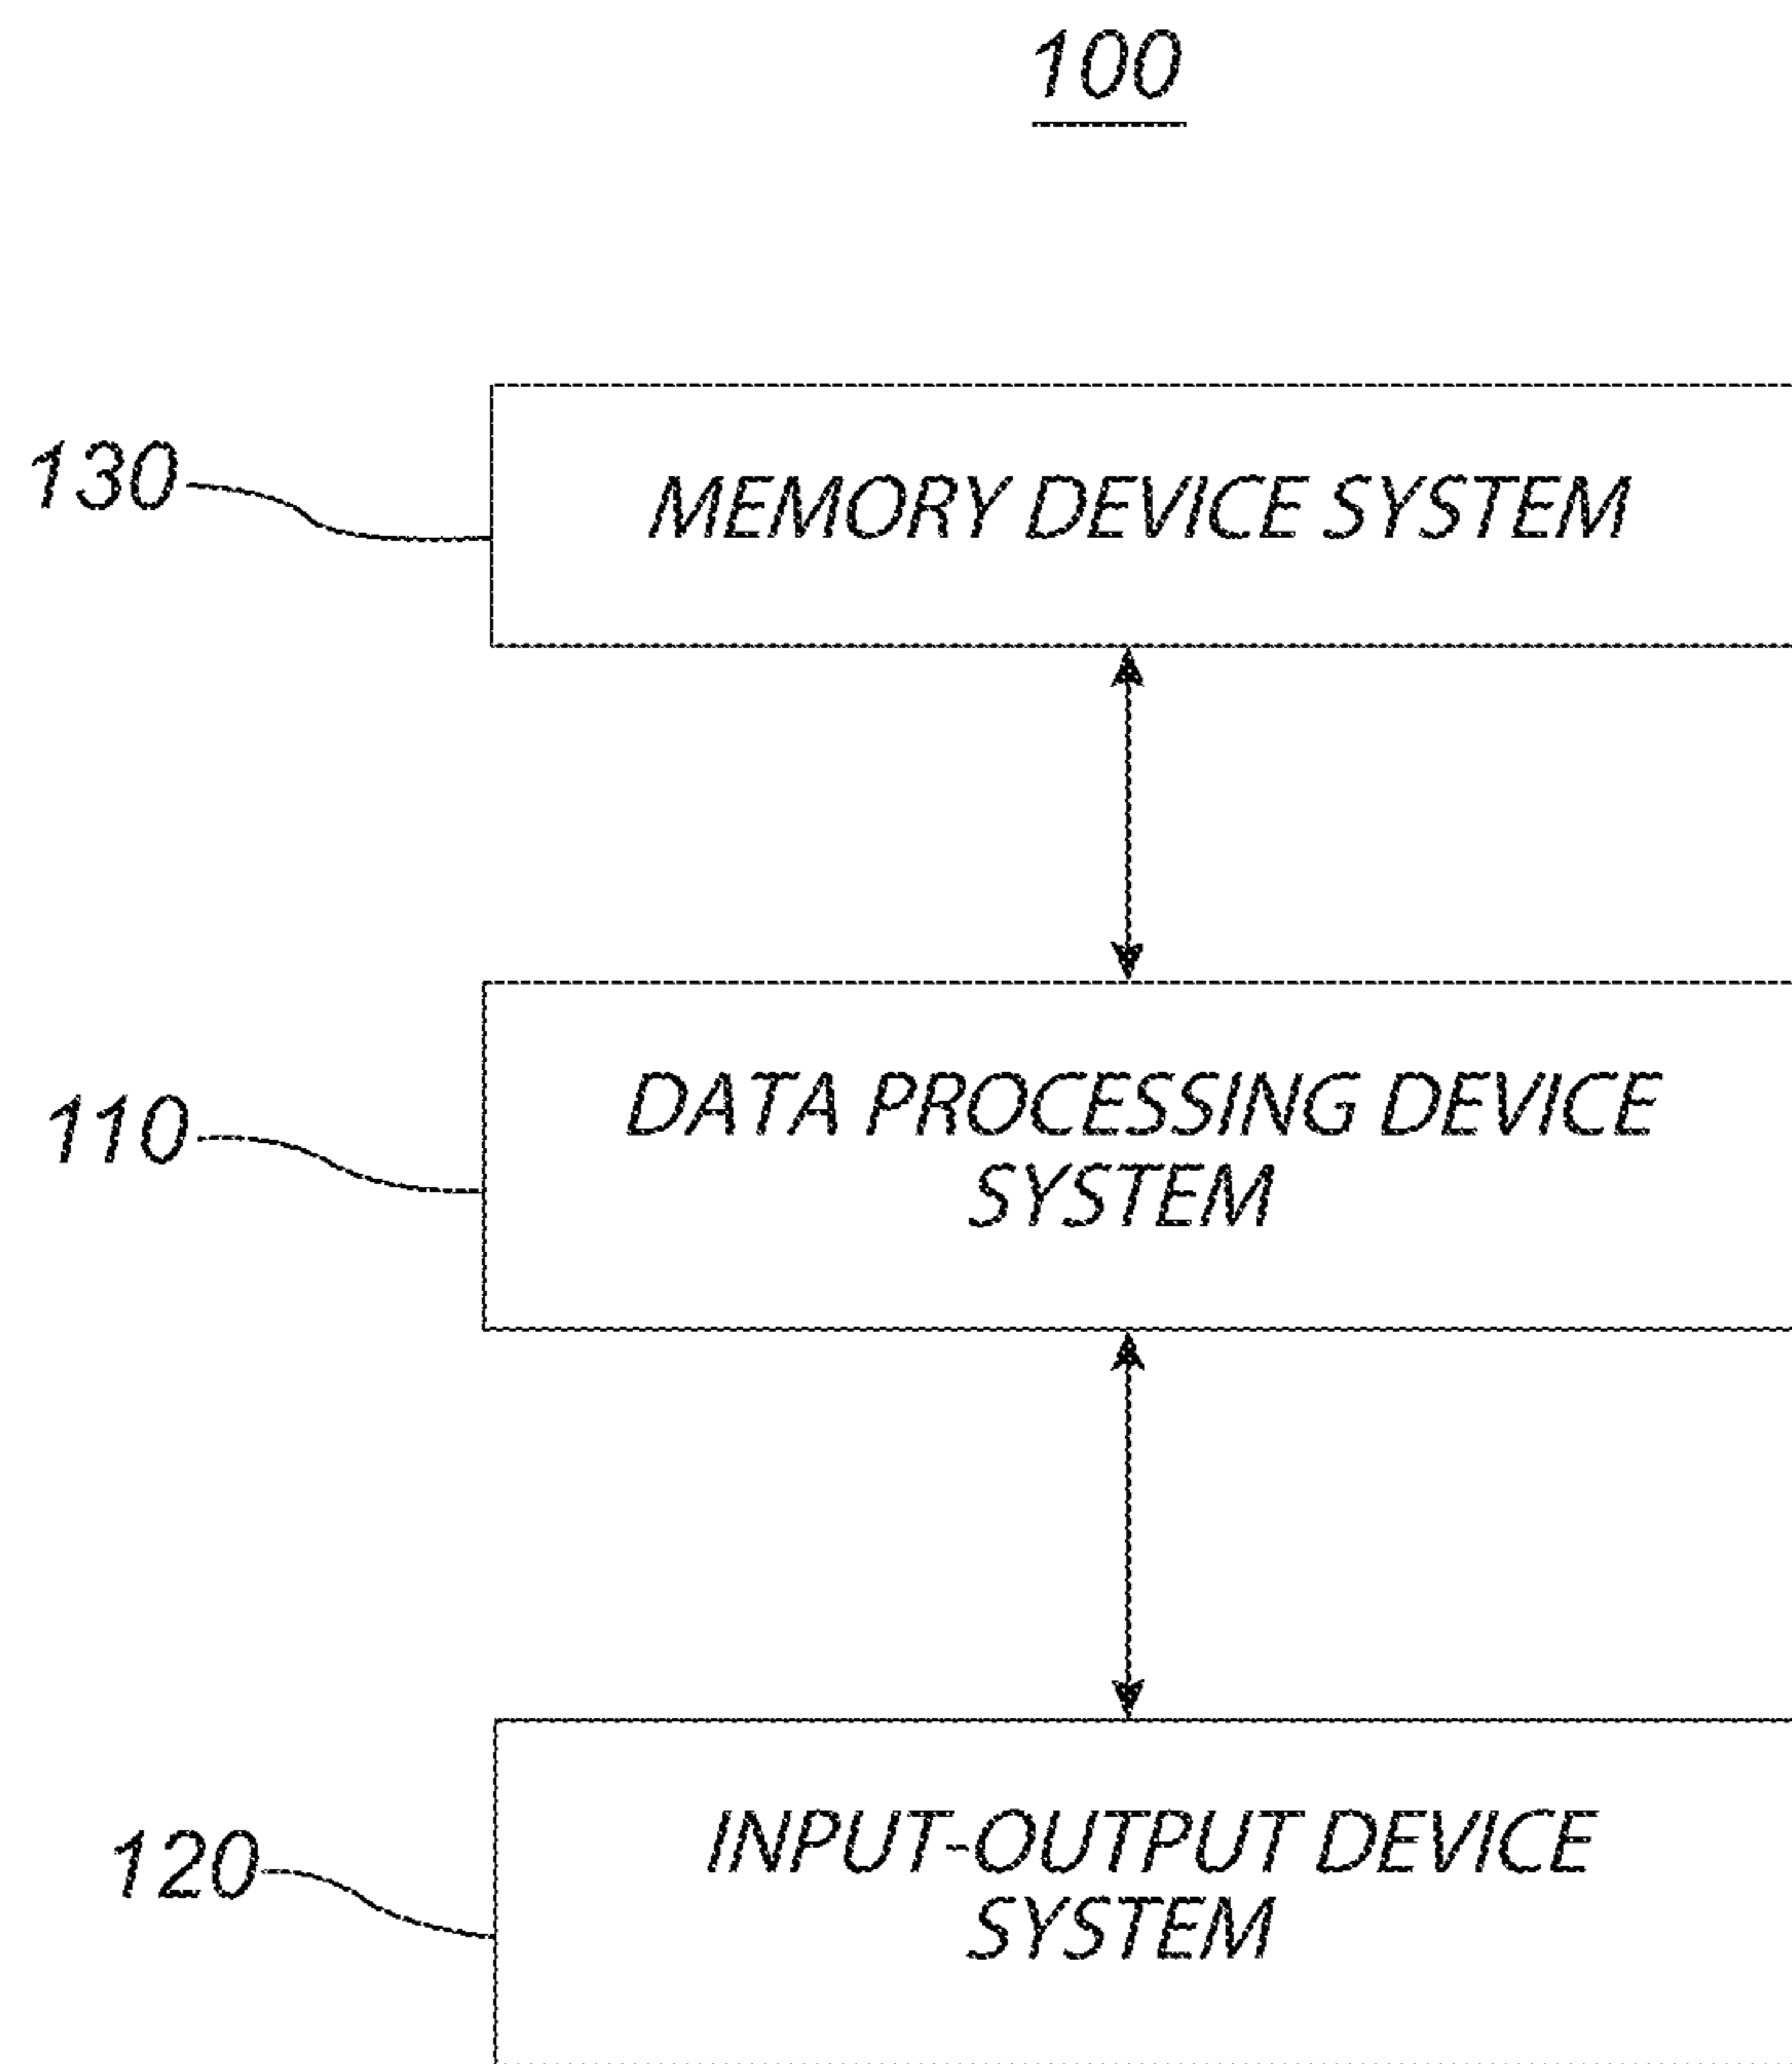 100
130
MEMORY DEVICE SYSTEM
110
DATA PROCESSING DEVICE
SYSTEM
120
INPUT-OUTPUT DEVICE
SYSTEM